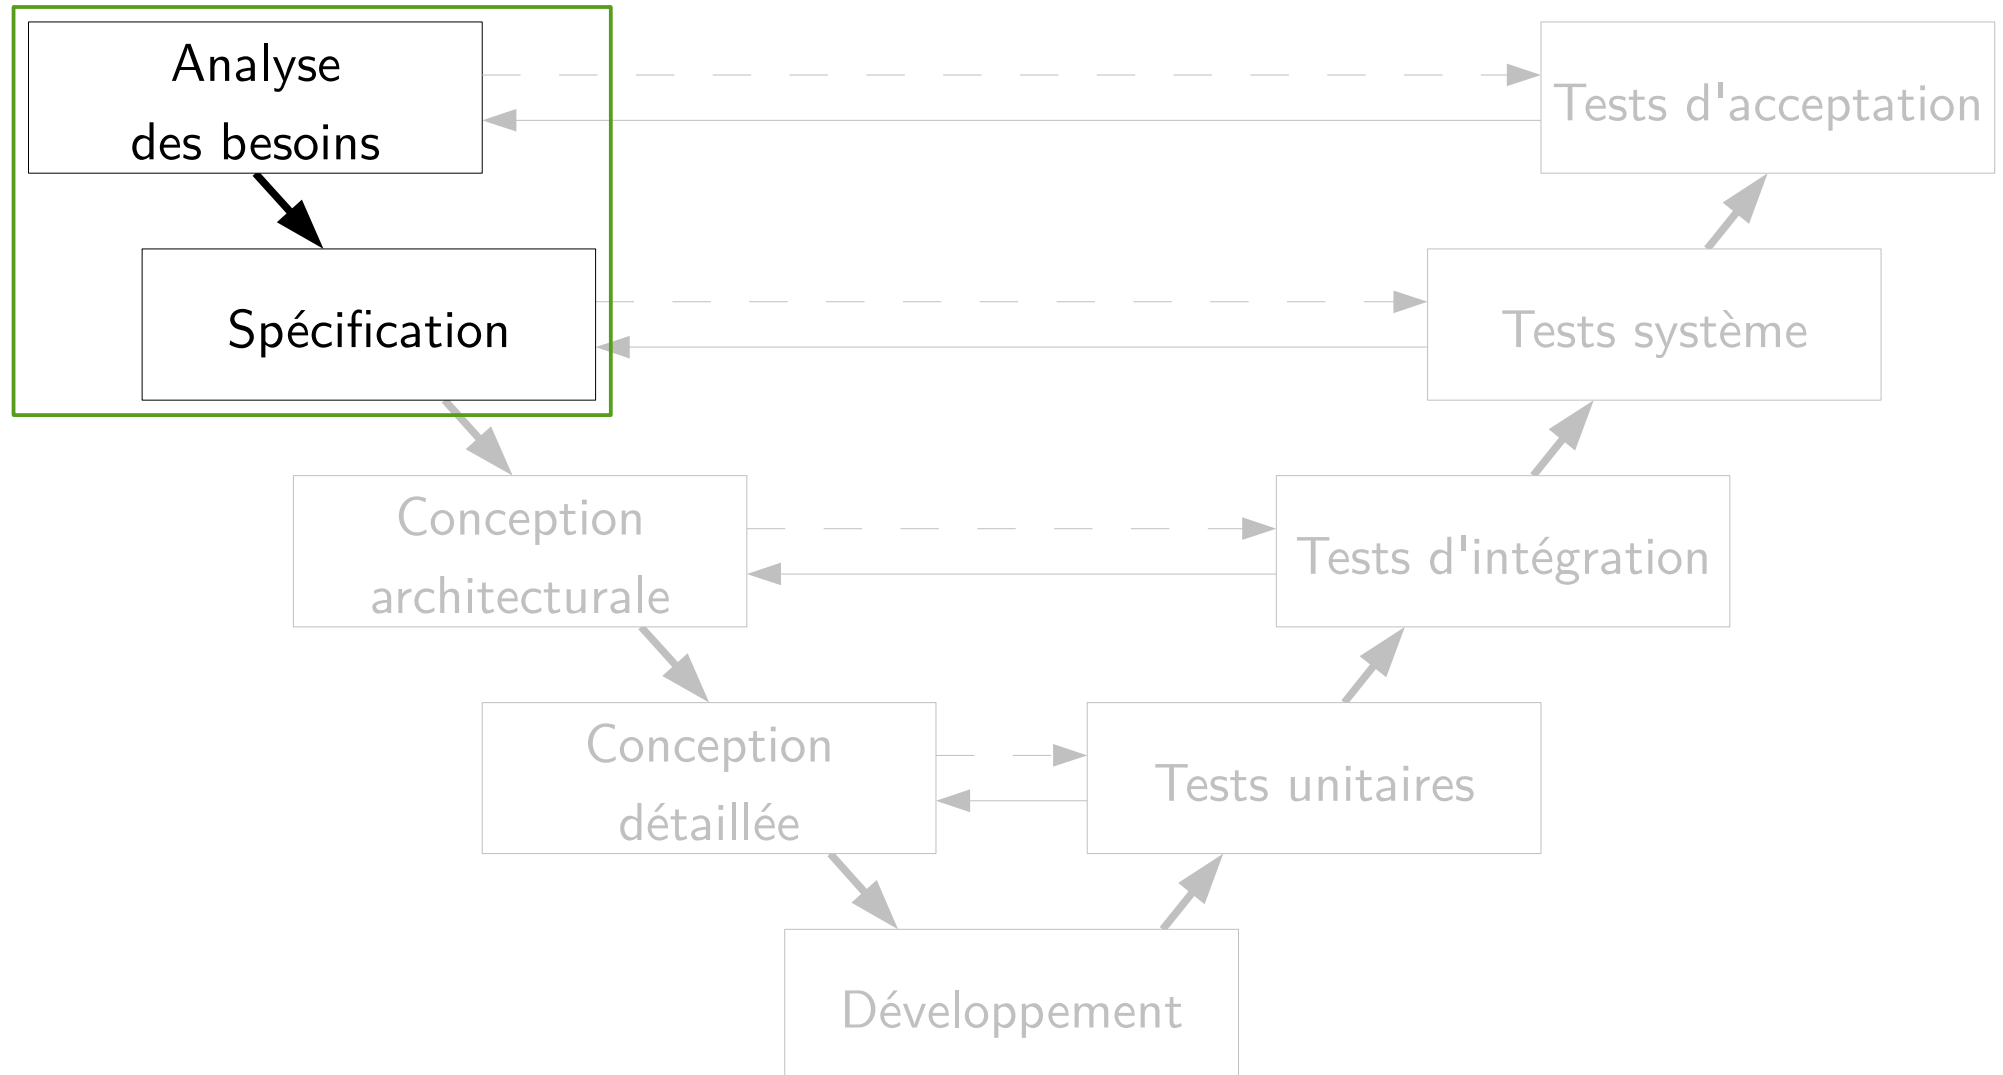 Analyse
des besoins
Tests d'acceptation
Spécification
Tests système
Conception
architecturale
Tests d'intégration
Conception
détaillée
Tests unitaires
Développement